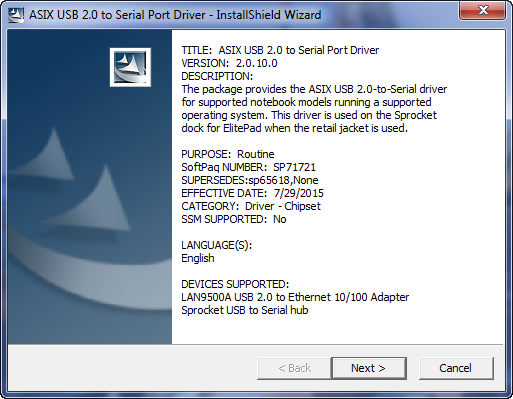 ASIX USB 2.0 to Serial Port Driver - InstallShield Wizard
TITLE: ASIX USB 2.0 to Serial Port Driver
VERSION: 2.0.10.0
DESCRIPTION:
The package provides the ASIX USB 2.0-to-Serial driver
for supported notebook models running a supported
operating system. This driver is used on the Sprocket
dock for ElitePad when the retail jacket is used.
PURPOSE: Routine
SoftPaq NUMBER: SP71721
SUPERSEDES:sp65618,None
EFFECTIVE DATE: 7/29/2015
CATEGORY: Driver - Chipset
SSM SUPPORTED: No
LANGUAGE(S):
English
DEVICES SUPPORTED:
LAN9500A USB 2.0 to Ethernet 10/100 Adapter
Sprocket USB to Serial hub
< Back Next > Cancel